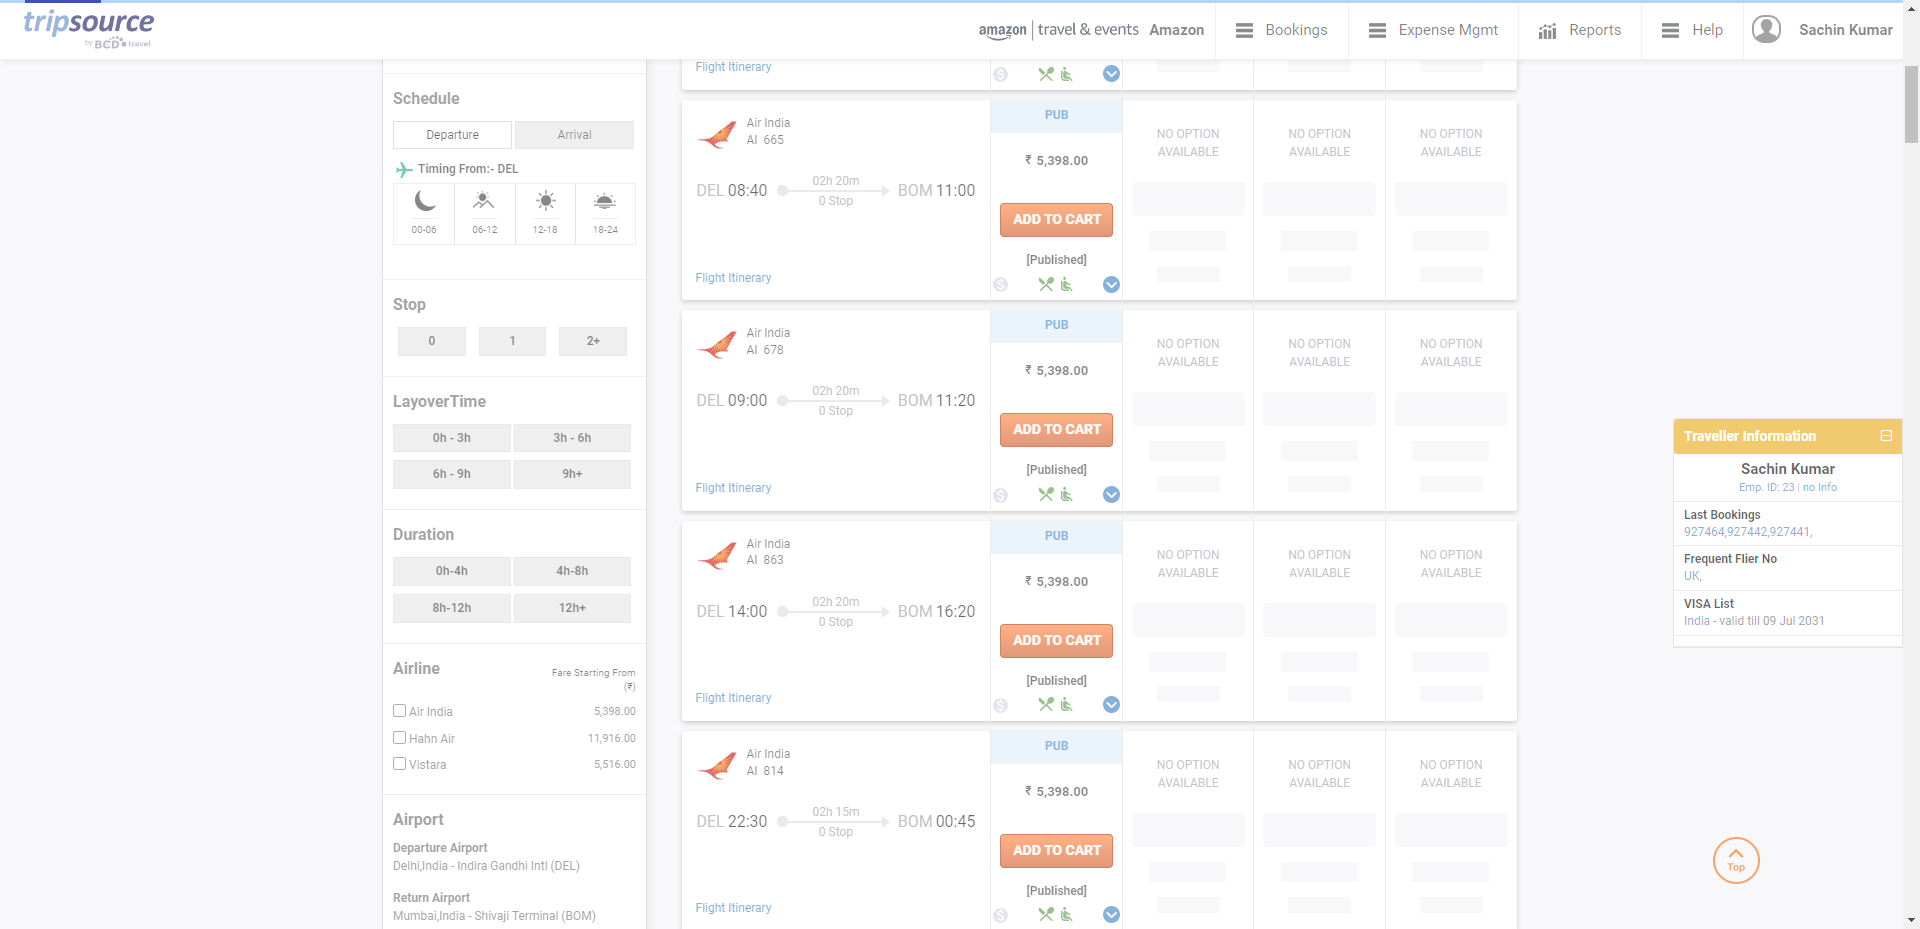 tripsource
by BCD travel
amazon travel & events Amazon
Bookings
Expense Mgmt
Reports
Help
Sachin Kumar
Schedule
Departure Arrival
Timing From:- DEL
00-06 06-12 12-18 18-24
Stop
0 1 2+
LayoverTime
0h - 3h 3h - 6h
6h - 9h 9h+
Duration
0h-4h 4h-8h
8h-12h 12h+
Airline Fare Starting From
(₹)
Air India 5,398.00
Hahn Air 11,916.00
Vistara 5,516.00
Airport
Departure Airport
Delhi,India - Indira Gandhi Intl (DEL)
Return Airport
Mumbai,India - Shivaji Terminal (BOM)
Flight Itinerary
Air India
AI 665
DEL 08:40 02h 20m BOM 11:00
0 Stop
Flight Itinerary
PUB
₹ 5,398.00
ADD TO CART
[Published]
NO OPTION
AVAILABLE
NO OPTION
AVAILABLE
NO OPTION
AVAILABLE
Air India
AI 678
DEL 09:00 02h 20m BOM 11:20
0 Stop
Flight Itinerary
PUB
₹ 5,398.00
ADD TO CART
[Published]
NO OPTION
AVAILABLE
NO OPTION
AVAILABLE
NO OPTION
AVAILABLE
Air India
AI 863
DEL 14:00 02h 20m BOM 16:20
0 Stop
Flight Itinerary
PUB
₹ 5,398.00
ADD TO CART
[Published]
NO OPTION
AVAILABLE
NO OPTION
AVAILABLE
NO OPTION
AVAILABLE
Air India
AI 814
DEL 22:30 02h 15m BOM 00:45
0 Stop
Flight Itinerary
PUB
₹ 5,398.00
ADD TO CART
[Published]
NO OPTION
AVAILABLE
NO OPTION
AVAILABLE
NO OPTION
AVAILABLE
Traveller Information
Sachin Kumar
Emp. ID: 23 | no Info
Last Bookings
927464,927442,927441,
Frequent Flier No
UK,
VISA List
India - valid till 09 Jul 2031
Top